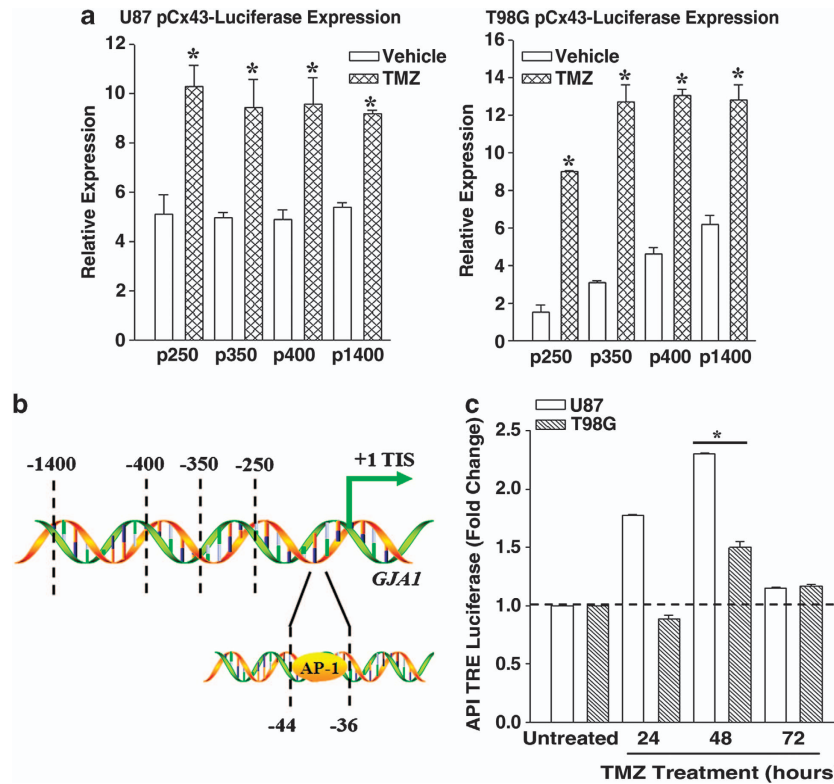 a
U87 pCx43-Luciferase Expression
Vehicle
TMZ
Relative Expression
12
10
8
6
4
2
0
* * * *
p250 p350 p400 p1400
T98G pCx43-Luciferase Expression
Vehicle
TMZ
Relative Expression
16
14
12
10
8
6
4
2
0
* * * *
p250 p350 p400 p1400
b
-1400 -400 -350 -250 +1 TIS
GJA1
AP-1
-44 -36
c
U87
T98G
API TRE Luciferase (Fold Change)
2.5
2.0
1.5
1.0
0.5
0.0
*
Untreated 24 48 72
TMZ Treatment (hours